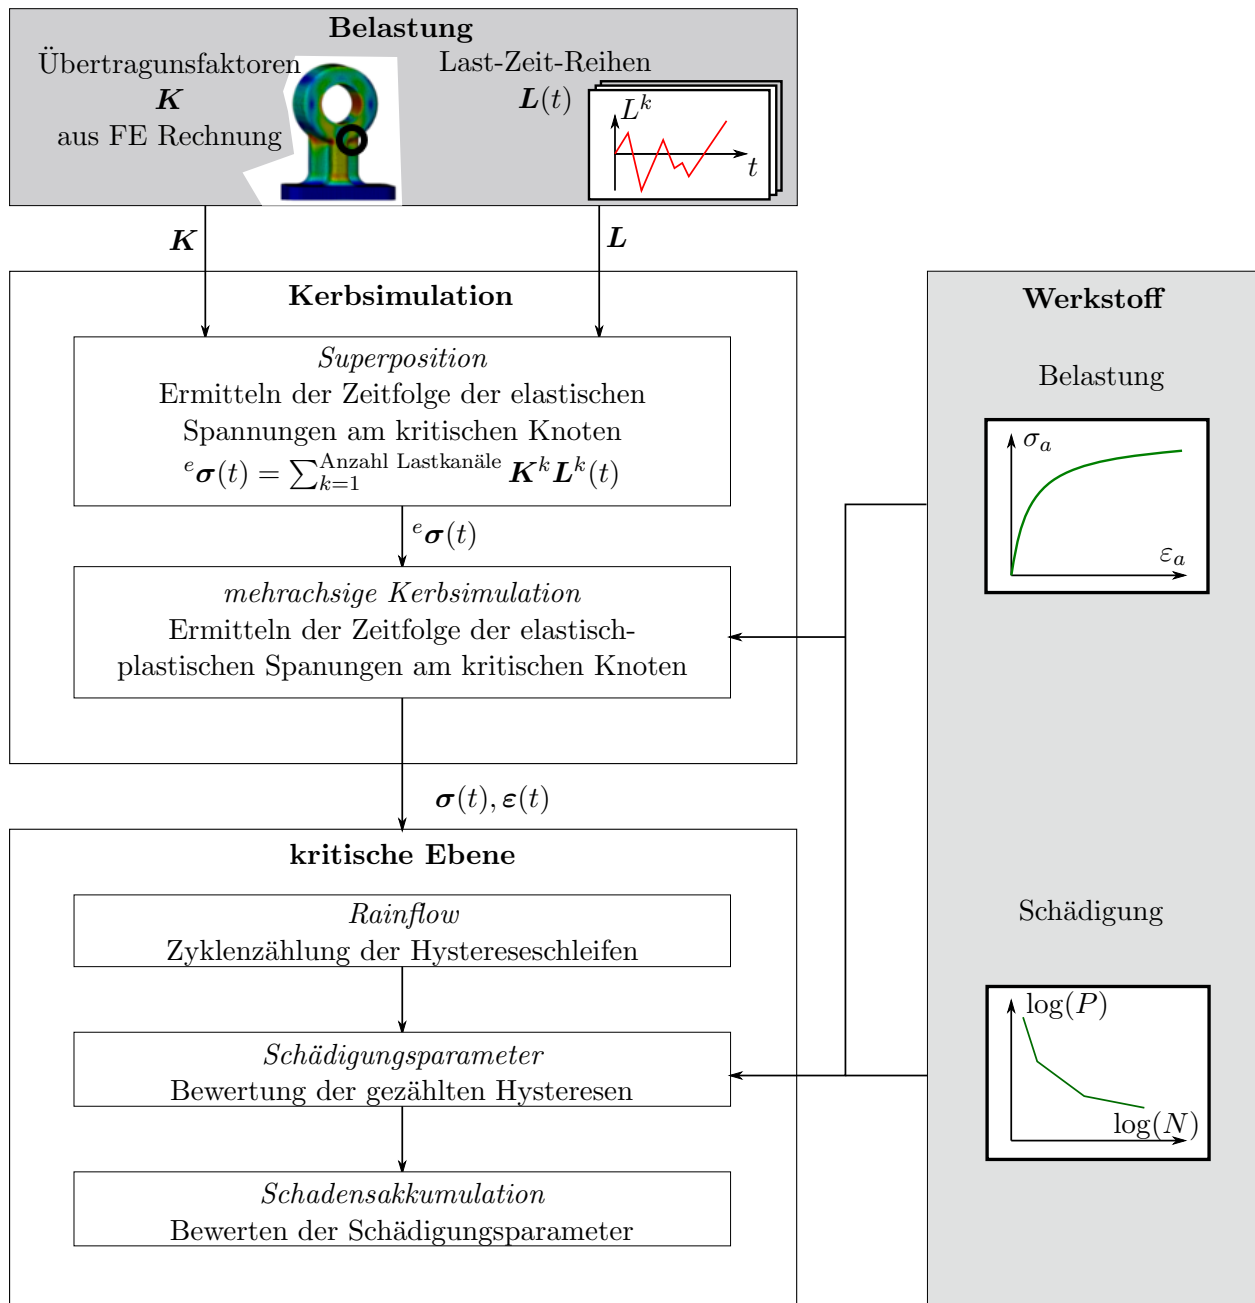 Belastung
Übertragunsfaktoren
K
aus FE Rechnung
Last-Zeit-Reihen
L(t)
L^k
t
K
L
Kerbsimulation
Superposition
Ermitteln der Zeitfolge der elastischen
Spannungen am kritischen Knoten
^eσ(t) = ∑_{k=1}^{Anzahl Lastkanäle} K^k L^k(t)
^eσ(t)
mehrachsige Kerbsimulation
Ermitteln der Zeitfolge der elastisch-
plastischen Spanungen am kritischen Knoten
σ(t), ε(t)
kritische Ebene
Rainflow
Zyklenzählung der Hystereseschleifen
Schädigungsparameter
Bewertung der gezählten Hysteresen
Schadensakkumulation
Bewerten der Schädigungsparameter
Werkstoff
Belastung
σ_a
ε_a
Schädigung
log(P)
log(N)